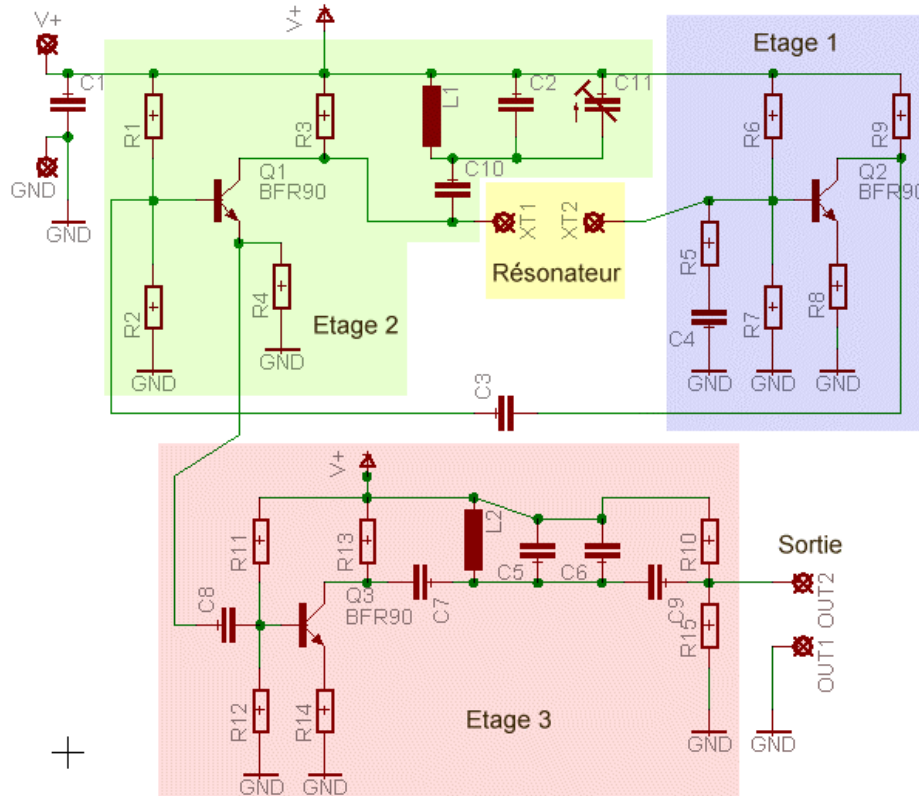 V+
V+
Etage 1
C1
R1
R3
L1
C2
C11
R6
R9
GND
Q1
BFR90
C10
Q2
BFR90
XT1
XT2
GND
R5
Résonateur
R2
R4
Etage 2
C4
R7
R8
GND
GND
GND
GND
GND
C3
V+
R11
R13
L2
C5
C6
R10
Sortie
C8
Q3
BFR90
C7
C9
R15
OUT2
OUT1
R12
R14
Etage 3
GND
GND
GND
GND